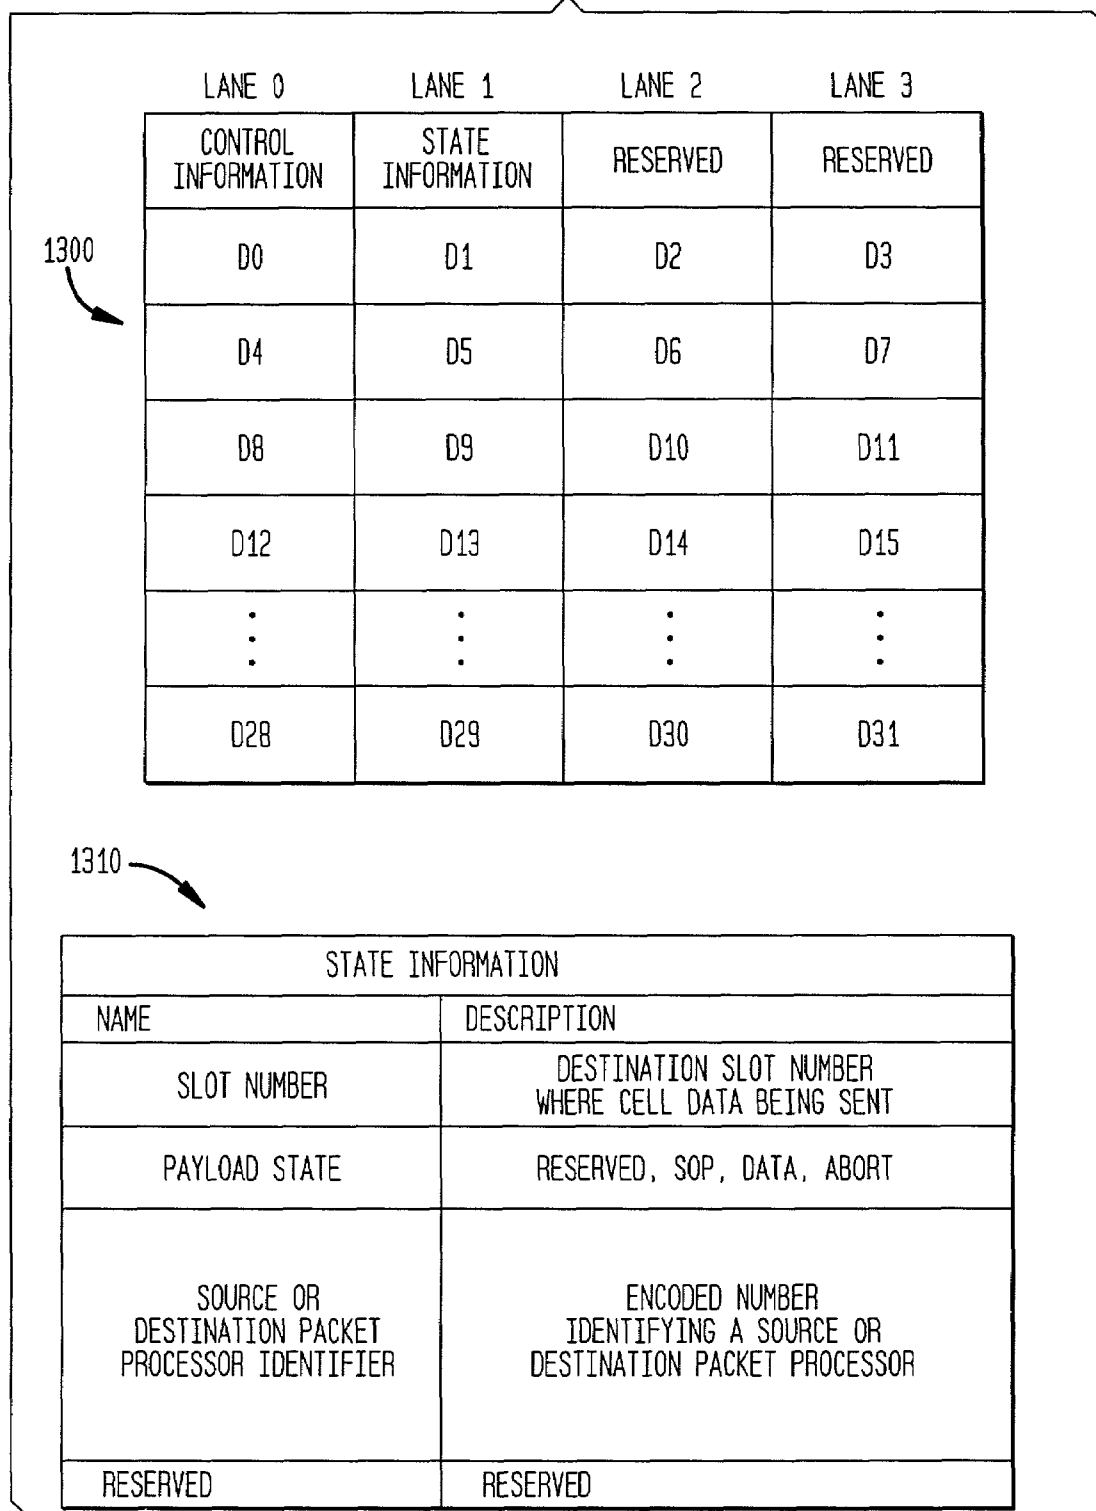 LANE 0 LANE 1 LANE 2 LANE 3
CONTROL INFORMATION STATE INFORMATION RESERVED RESERVED
1300
D0 D1 D2 D3
D4 D5 D6 D7
D8 D9 D10 D11
D12 D13 D14 D15
D28 D29 D30 D31
1310
STATE INFORMATION
NAME DESCRIPTION
SLOT NUMBER
DESTINATION SLOT NUMBER
WHERE CELL DATA BEING SENT
PAYLOAD STATE RESERVED, SOP, DATA, ABORT
SOURCE OR
DESTINATION PACKET
PROCESSOR IDENTIFIER
ENCODED NUMBER
IDENTIFYING A SOURCE OR
DESTINATION PACKET PROCESSOR
RESERVED RESERVED